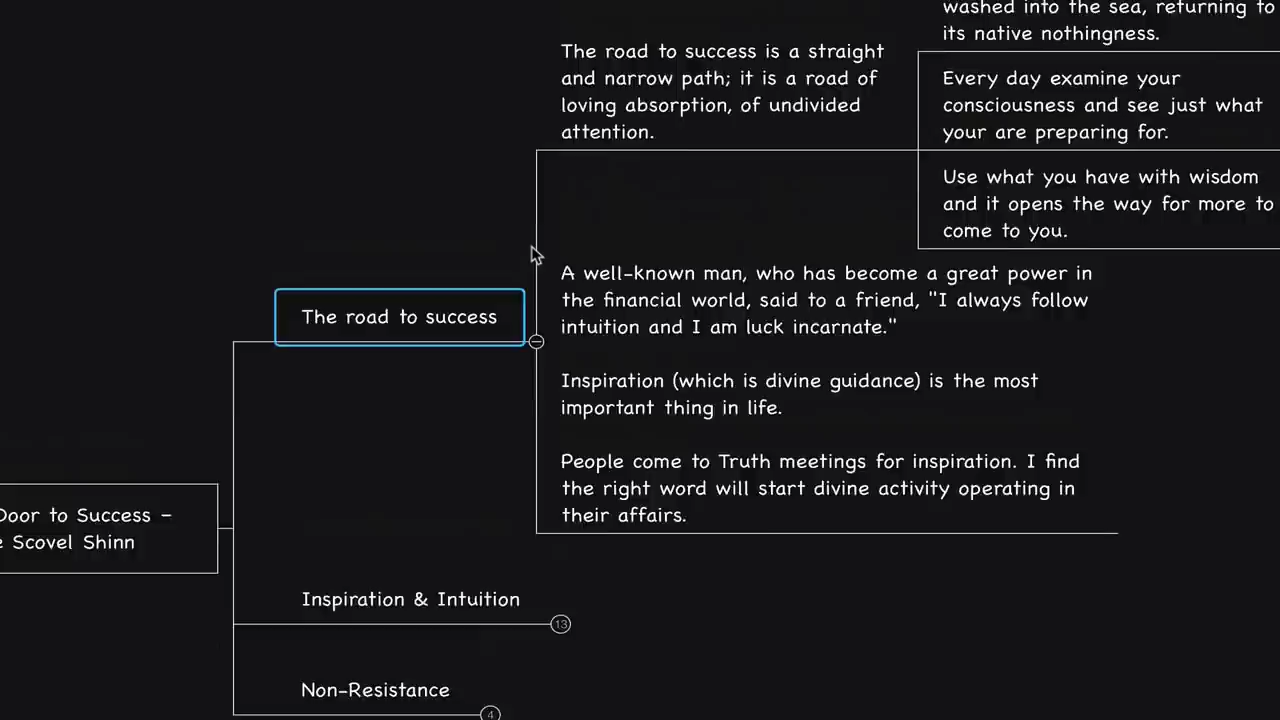 washed into the sea, returning to
its native nothingness.
The road to success is a straight
and narrow path; it is a road of
loving absorption, of undivided
attention.
Every day examine your
consciousness and see just what
your are preparing for.
Use what you have with wisdom
and it opens the way for more to
come to you.
A well-known man, who has become a great power in
the financial world, said to a friend, "I always follow
intuition and I am luck incarnate."
Inspiration (which is divine guidance) is the most
important thing in life.
People come to Truth meetings for inspiration. I find
the right word will start divine activity operating in
their affairs.
The road to success
Door to Success –
e Scovel Shinn
Inspiration & Intuition
13
Non-Resistance
4